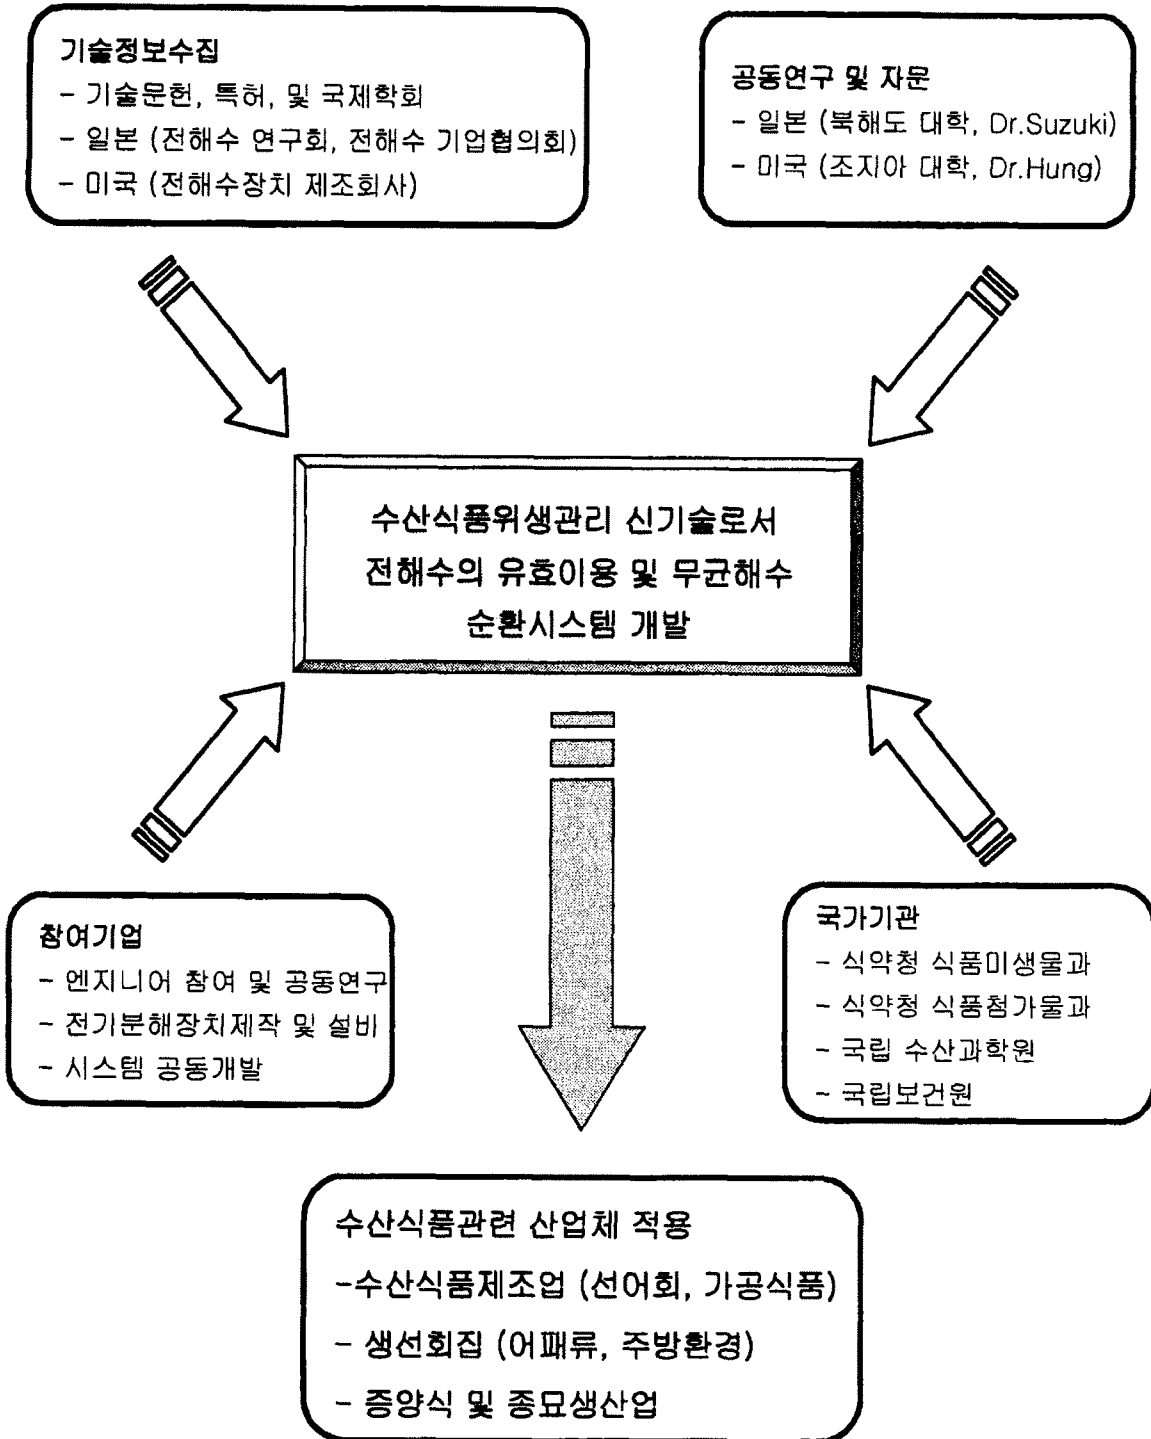 기술정보수집
- 기술문헌, 특허, 및 국제학회
- 일본 (전해수 연구회, 전해수 기업협의회)
- 미국 (전해수장치 제조회사)
공동연구 및 자문
- 일본 (북해도 대학, Dr.Suzuki)
- 미국 (조지아 대학, Dr.Hung)
수산식품위생관리 신기술로서
전해수의 유효이용 및 무균해수
순환시스템 개발
참여기업
- 엔지니어 참여 및 공동연구
- 전기분해장치제작 및 설비
- 시스템 공동개발
국가기관
- 식약청 식품미생물과
- 식약청 식품첨가물과
- 국립 수산과학원
- 국립보건원
수산식품관련 산업체 적용
-수산식품제조업 (선어회, 가공식품)
- 생선회집 (어패류, 주방환경)
- 증양식 및 종묘생산업